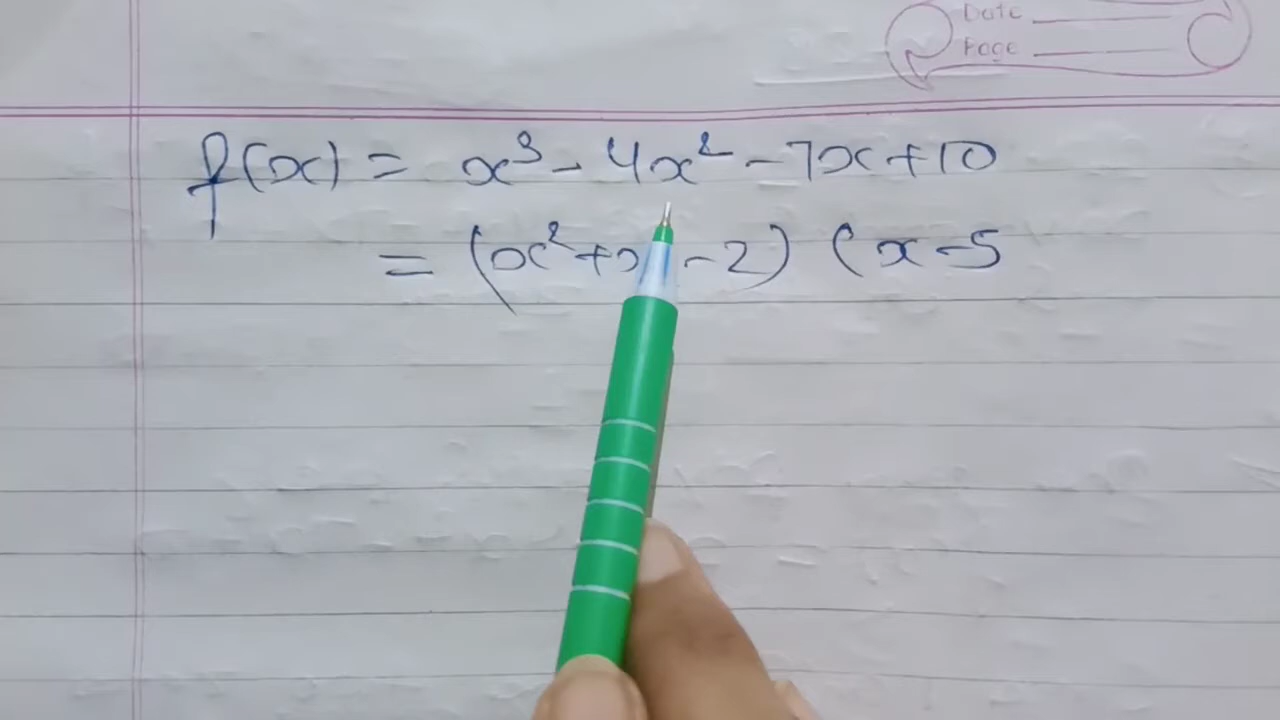 Date
Page
f(x) = x³ - 4x² - 7x + 10
= (x² + x - 2) (x - 5